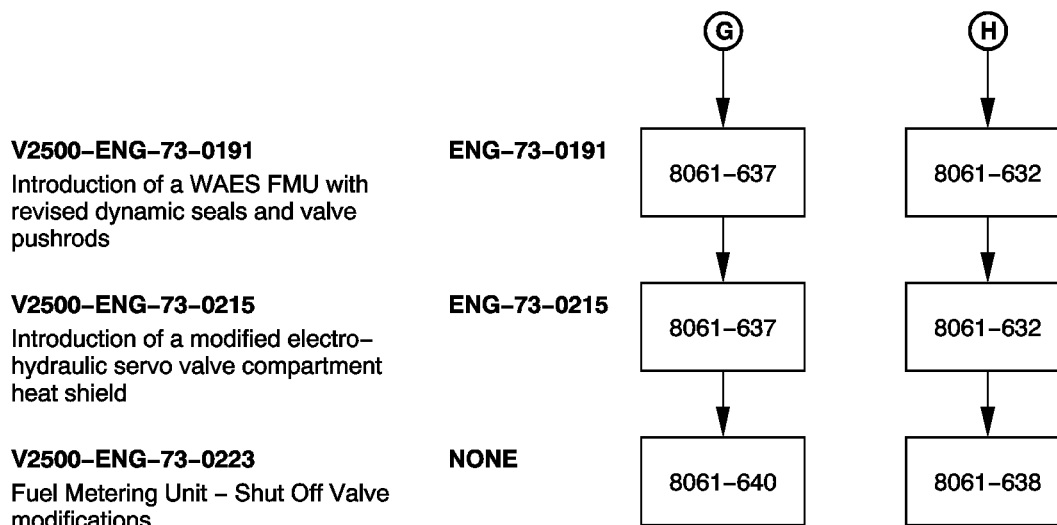 G H
V2500–ENG–73–0191 ENG–73–0191
Introduction of a WAES FMU with
revised dynamic seals and valve
pushrods
8061–637 8061–632
V2500–ENG–73–0215 ENG–73–0215
Introduction of a modified electro–
hydraulic servo valve compartment
heat shield
8061–637 8061–632
V2500–ENG–73–0223 NONE
Fuel Metering Unit – Shut Off Valve
modifications
8061–640 8061–638